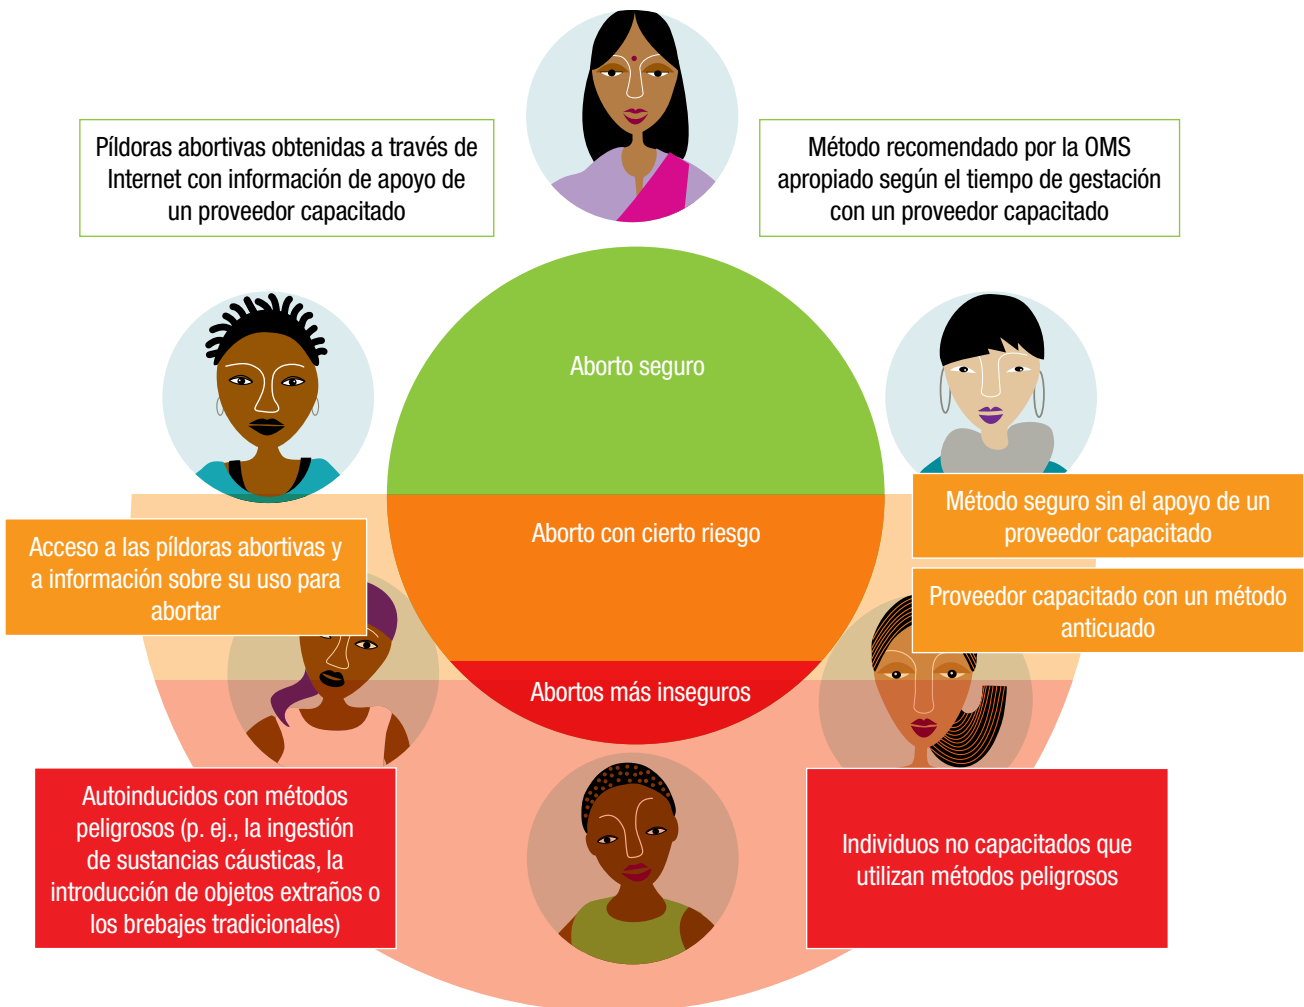 Píldoras abortivas obtenidas a través de
Internet con información de apoyo de
un proveedor capacitado
Método recomendado por la OMS
apropiado según el tiempo de gestación
con un proveedor capacitado
Aborto seguro
Aborto con cierto riesgo
Acceso a las píldoras abortivas y
a información sobre su uso para
abortar
Método seguro sin el apoyo de un
proveedor capacitado
Proveedor capacitado con un método
anticuado
Abortos más inseguros
Autoinducidos con métodos
peligrosos (p. ej., la ingestión
de sustancias cáusticas, la
introducción de objetos extraños o
los brebajes tradicionales)
Individuos no capacitados que
utilizan métodos peligrosos